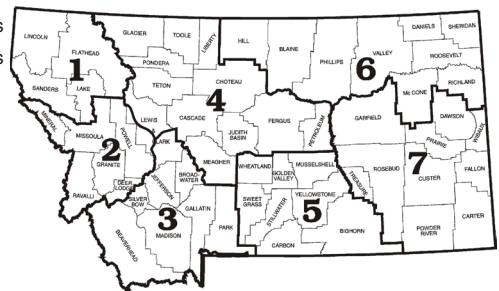 LINCOLN
FLATHEAD
1
SANDERS
LAKE
GLACIER
TOOLE
LIBERTY
PONDERA
TETON
CHOTEAU
4
CASCADE
LEWIS
CLARK
JUDITH
BASIN
FERGUS
PETROLEUM
MEAGHER
HILL
BLAINE
PHILLIPS
VALLEY
6
DANIELS
SHERIDAN
ROOSEVELT
RICHLAND
Mc CONE
MINERAL
MISSOULA
2
POWELL
GRANITE
DEER
LODGE
RAVALLI
SILVER
BOW
JEFFERSON
BROAD
WATER
GALLATIN
3
MADISON
PARK
BEAVERHEAD
WHEATLAND
GOLDEN
VALLEY
MUSSELSHELL
SWEET
GRASS
STILLWATER
YELLOWSTONE
5
CARBON
BIGHORN
TREASURE
GARFIELD
DAWSON
PRAIRIE
WIBAUX
ROSEBUD
7
CUSTER
FALLON
POWDER
RIVER
CARTER